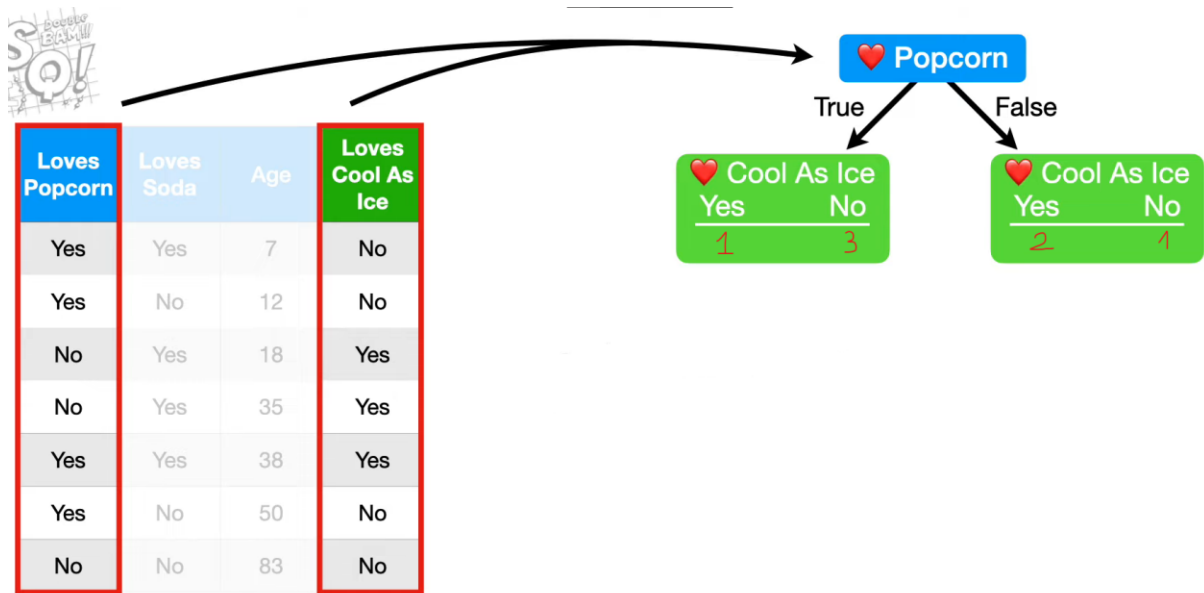 DOUBLE
BAM!!!
SQ!
❤️ Popcorn
True
False
Loves Popcorn
Loves Soda
Age
Loves Cool As Ice
❤️ Cool As Ice
Yes No
1 3
❤️ Cool As Ice
Yes No
2 1
Yes Yes 7 No
Yes No 12 No
No Yes 18 Yes
No Yes 35 Yes
Yes Yes 38 Yes
Yes No 50 No
No No 83 No